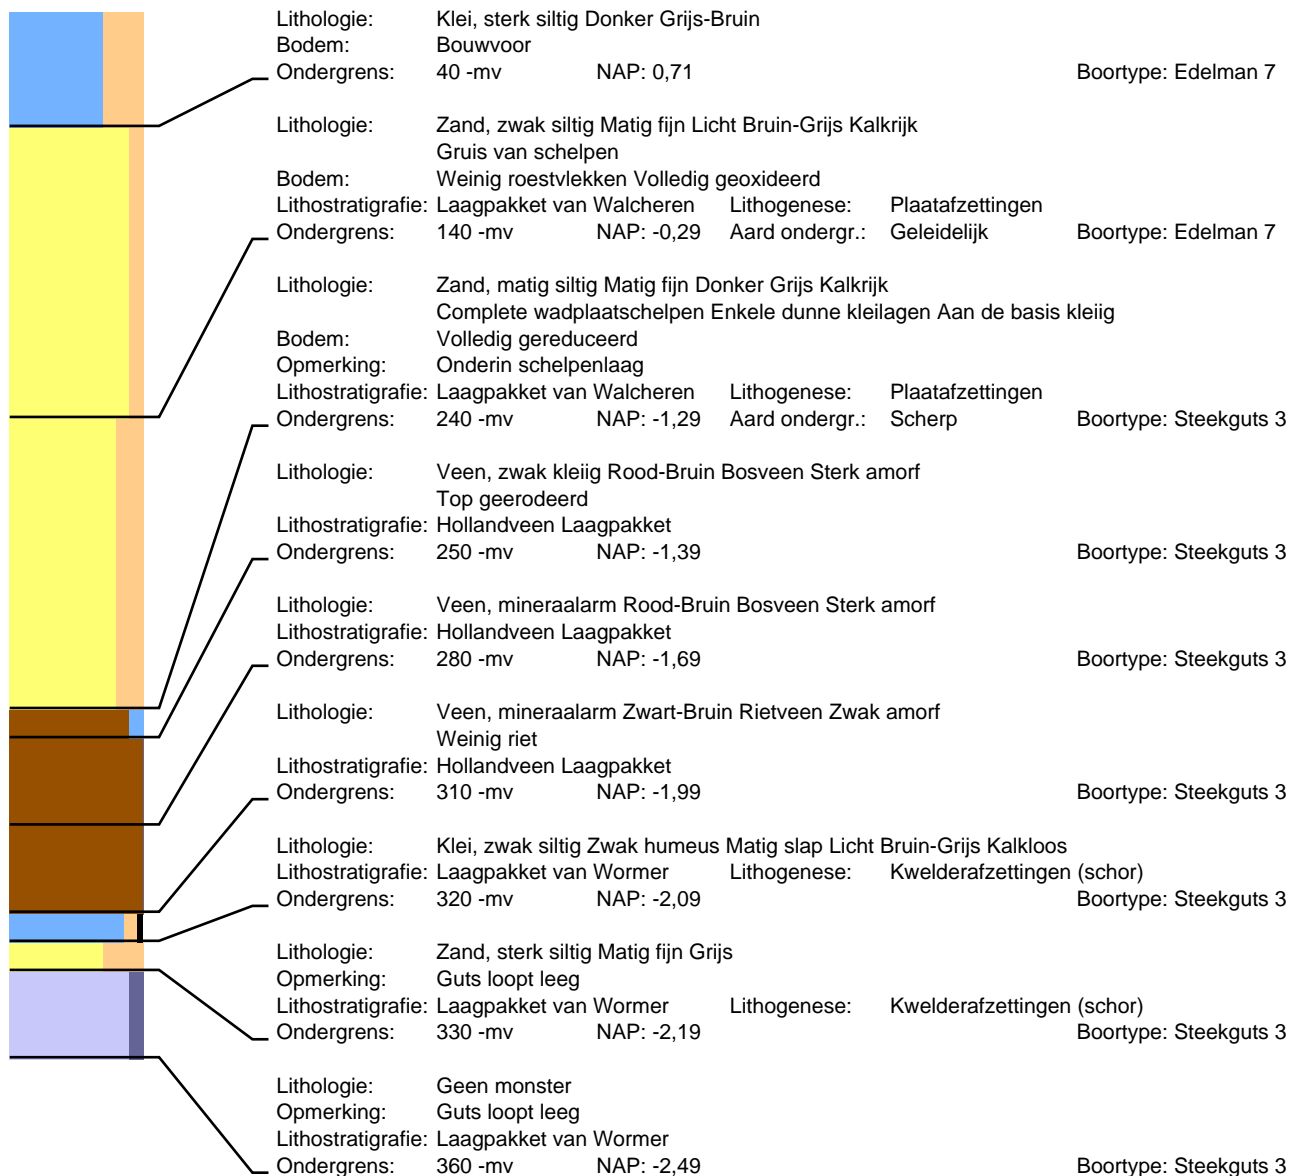 Lithologie: Klei, sterk siltig Donker Grijs-Bruin
Bodem: Bouwvoor
Ondergrens: 40 -mv NAP: 0,71 Boortype: Edelman 7
Lithologie: Zand, zwak siltig Matig fijn Licht Bruin-Grijs Kalkrijk
Gruis van schelpen
Bodem: Weinig roestvlekken Volledig geoxideerd
Lithostratigrafie: Laagpakket van Walcheren Lithogenese: Plaatafzettingen
Ondergrens: 140 -mv NAP: -0,29 Aard ondergr.: Geleidelijk Boortype: Edelman 7
Lithologie: Zand, matig siltig Matig fijn Donker Grijs Kalkrijk
Complete wadplaatschelpen Enkele dunne kleilagen Aan de basis kleiig
Bodem: Volledig gereduceerd
Opmerking: Onderin schelpenlaag
Lithostratigrafie: Laagpakket van Walcheren Lithogenese: Plaatafzettingen
Ondergrens: 240 -mv NAP: -1,29 Aard ondergr.: Scherp Boortype: Steekguts 3
Lithologie: Veen, zwak kleiig Rood-Bruin Bosveen Sterk amorf
Top geerodeerd
Lithostratigrafie: Hollandveen Laagpakket
Ondergrens: 250 -mv NAP: -1,39 Boortype: Steekguts 3
Lithologie: Veen, mineraalarm Rood-Bruin Bosveen Sterk amorf
Lithostratigrafie: Hollandveen Laagpakket
Ondergrens: 280 -mv NAP: -1,69 Boortype: Steekguts 3
Lithologie: Veen, mineraalarm Zwart-Bruin Rietveen Zwak amorf
Weinig riet
Lithostratigrafie: Hollandveen Laagpakket
Ondergrens: 310 -mv NAP: -1,99 Boortype: Steekguts 3
Lithologie: Klei, zwak siltig Zwak humeus Matig slap Licht Bruin-Grijs Kalkloos
Lithostratigrafie: Laagpakket van Wormer Lithogenese: Kwelderafzettingen (schor)
Ondergrens: 320 -mv NAP: -2,09 Boortype: Steekguts 3
Lithologie: Zand, sterk siltig Matig fijn Grijs
Opmerking: Guts loopt leeg
Lithostratigrafie: Laagpakket van Wormer Lithogenese: Kwelderafzettingen (schor)
Ondergrens: 330 -mv NAP: -2,19 Boortype: Steekguts 3
Lithologie: Geen monster
Opmerking: Guts loopt leeg
Lithostratigrafie: Laagpakket van Wormer
Ondergrens: 360 -mv NAP: -2,49 Boortype: Steekguts 3